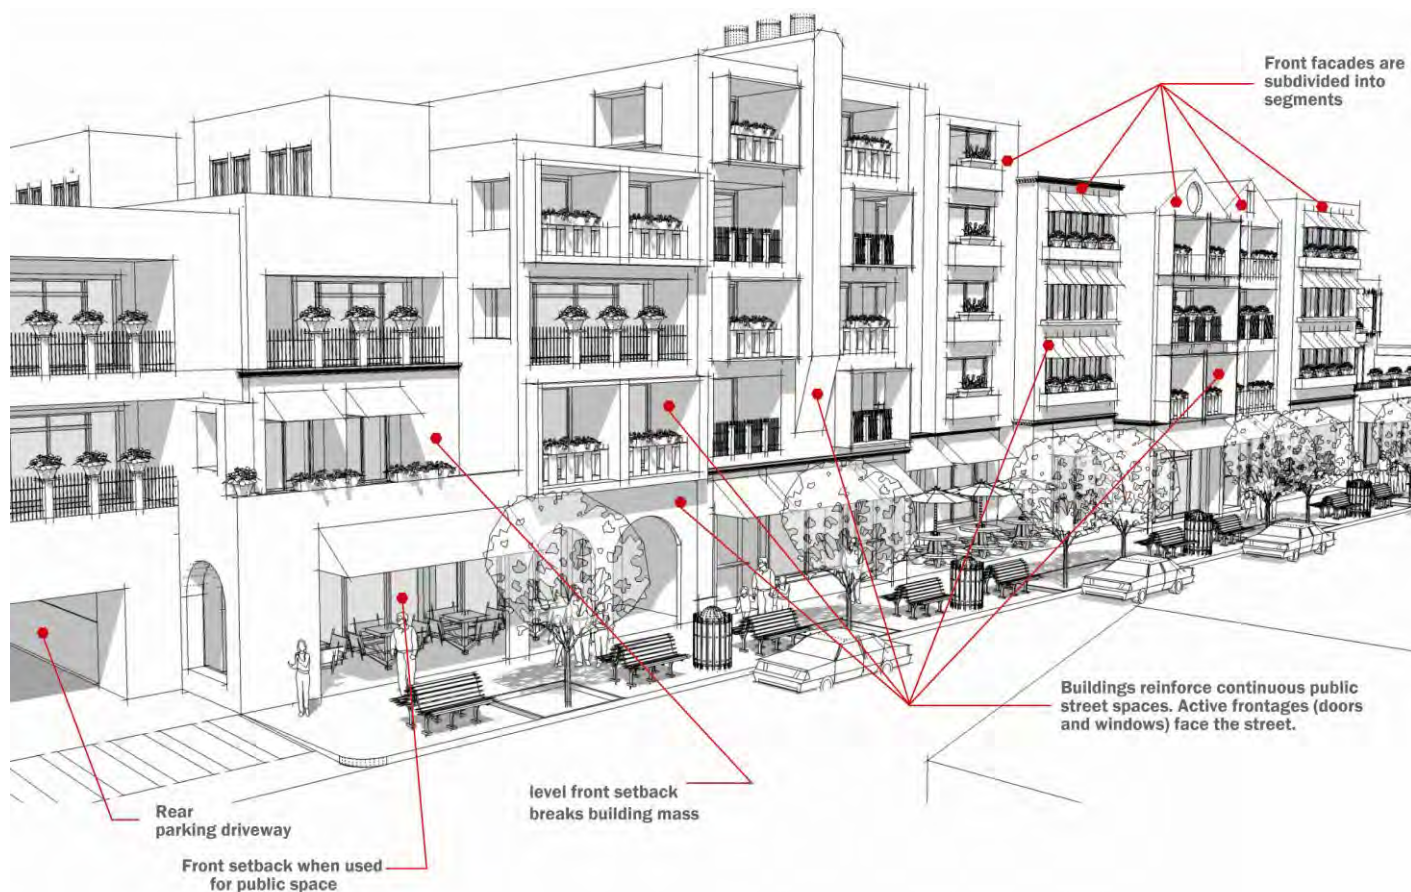 Front facades are
subdivided into
segments
Buildings reinforce continuous public
street spaces. Active frontages (doors
and windows) face the street.
level front setback
breaks building mass
Rear
parking driveway
Front setback when used
for public space